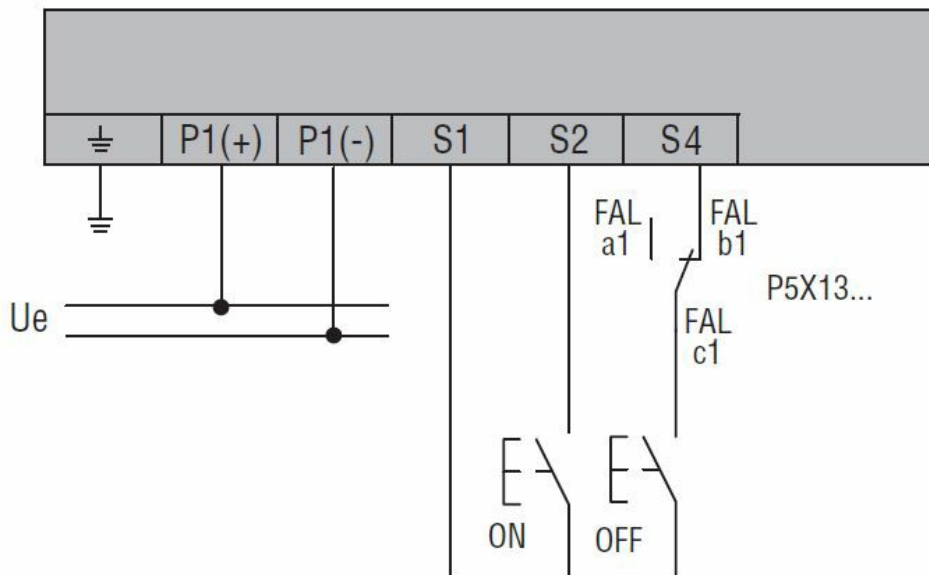 P1(+) P1(-) S1 S2 S4
FAL a1
FAL b1
P5X13...
Ue
FAL c1
ON
OFF